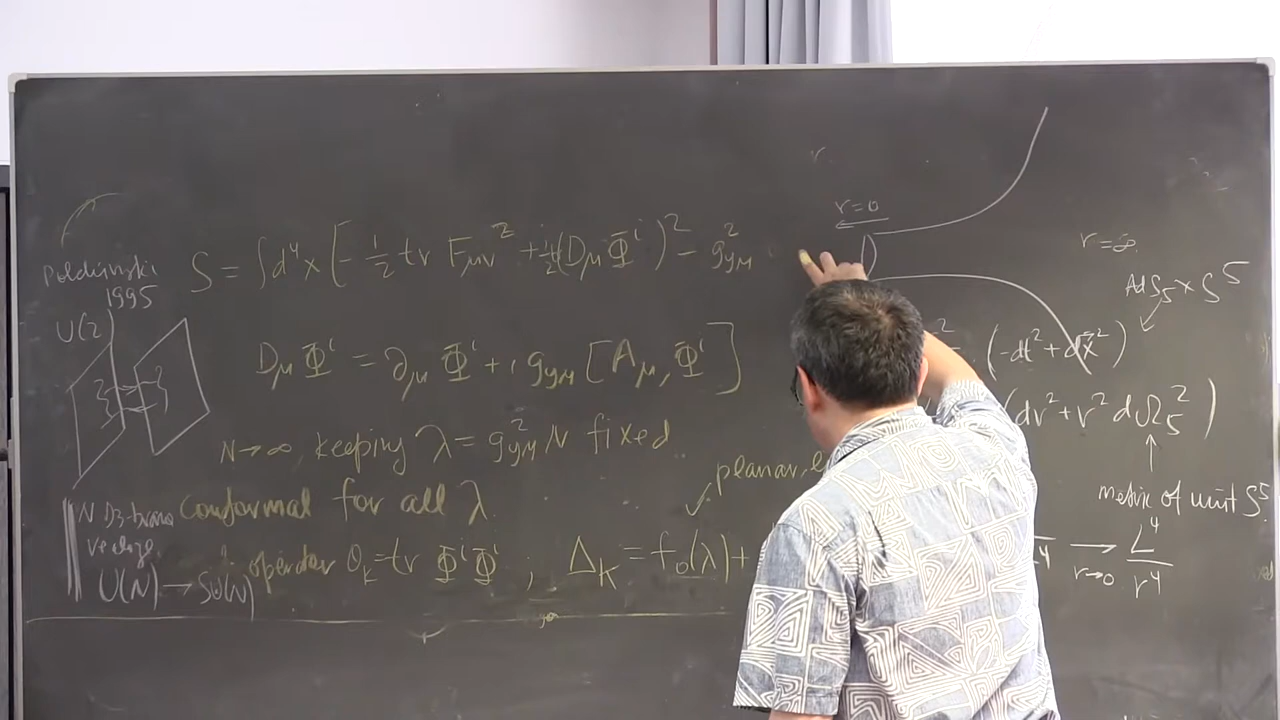 Polchinski
1995
U(2)
S = ∫d⁴x [-1/2 tr F_μν² + 1/2 (D_μ Φ̄ⁱ)² - g²_YM
D_μ Φ̄ⁱ = ∂_μ Φ̄ⁱ + i g_YM [A_μ, Φ̄ⁱ]
N→∞, keeping λ = g²_YM N fixed
conformal for all λ
planar
operator O_K = tr Φ̄ⁱ Φ̄ⁱ ; Δ_K = f₀(λ) +
N D3-brane
U(N) → SU(N)
r
r=0
r=∞
AdS₅ × S⁵
(-dt² + dx⃗²)
(dr² + r² dΩ₅²)
metric of unit S⁵
→ r→0 L⁴/r⁴